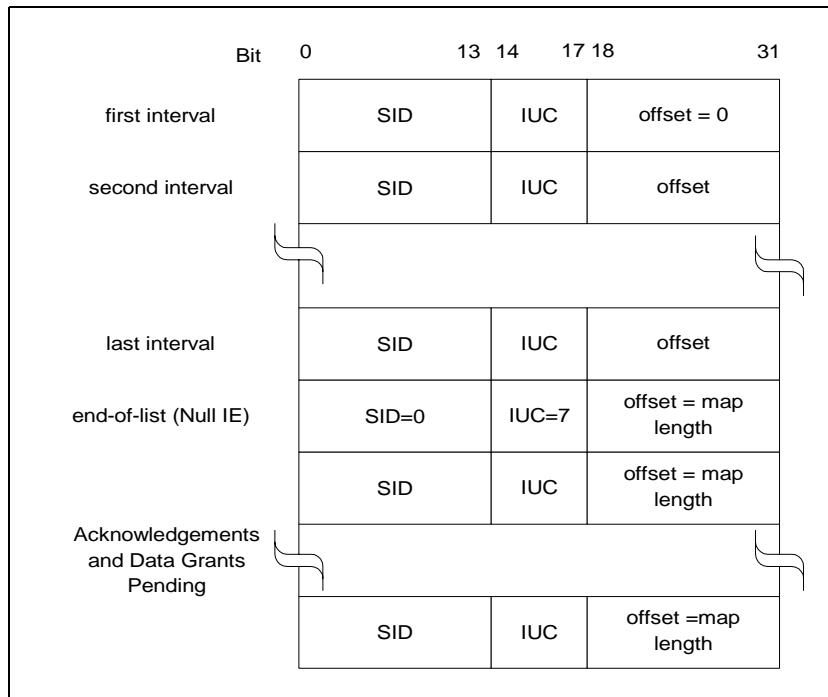 Bit 0 13 14 17 18 31
first interval SID IUC offset = 0
second interval SID IUC offset
last interval SID IUC offset
end-of-list (Null IE) SID=0 IUC=7 offset = map
length
SID IUC offset = map
length
Acknowledgements
and Data Grants
Pending
SID IUC offset =map
length